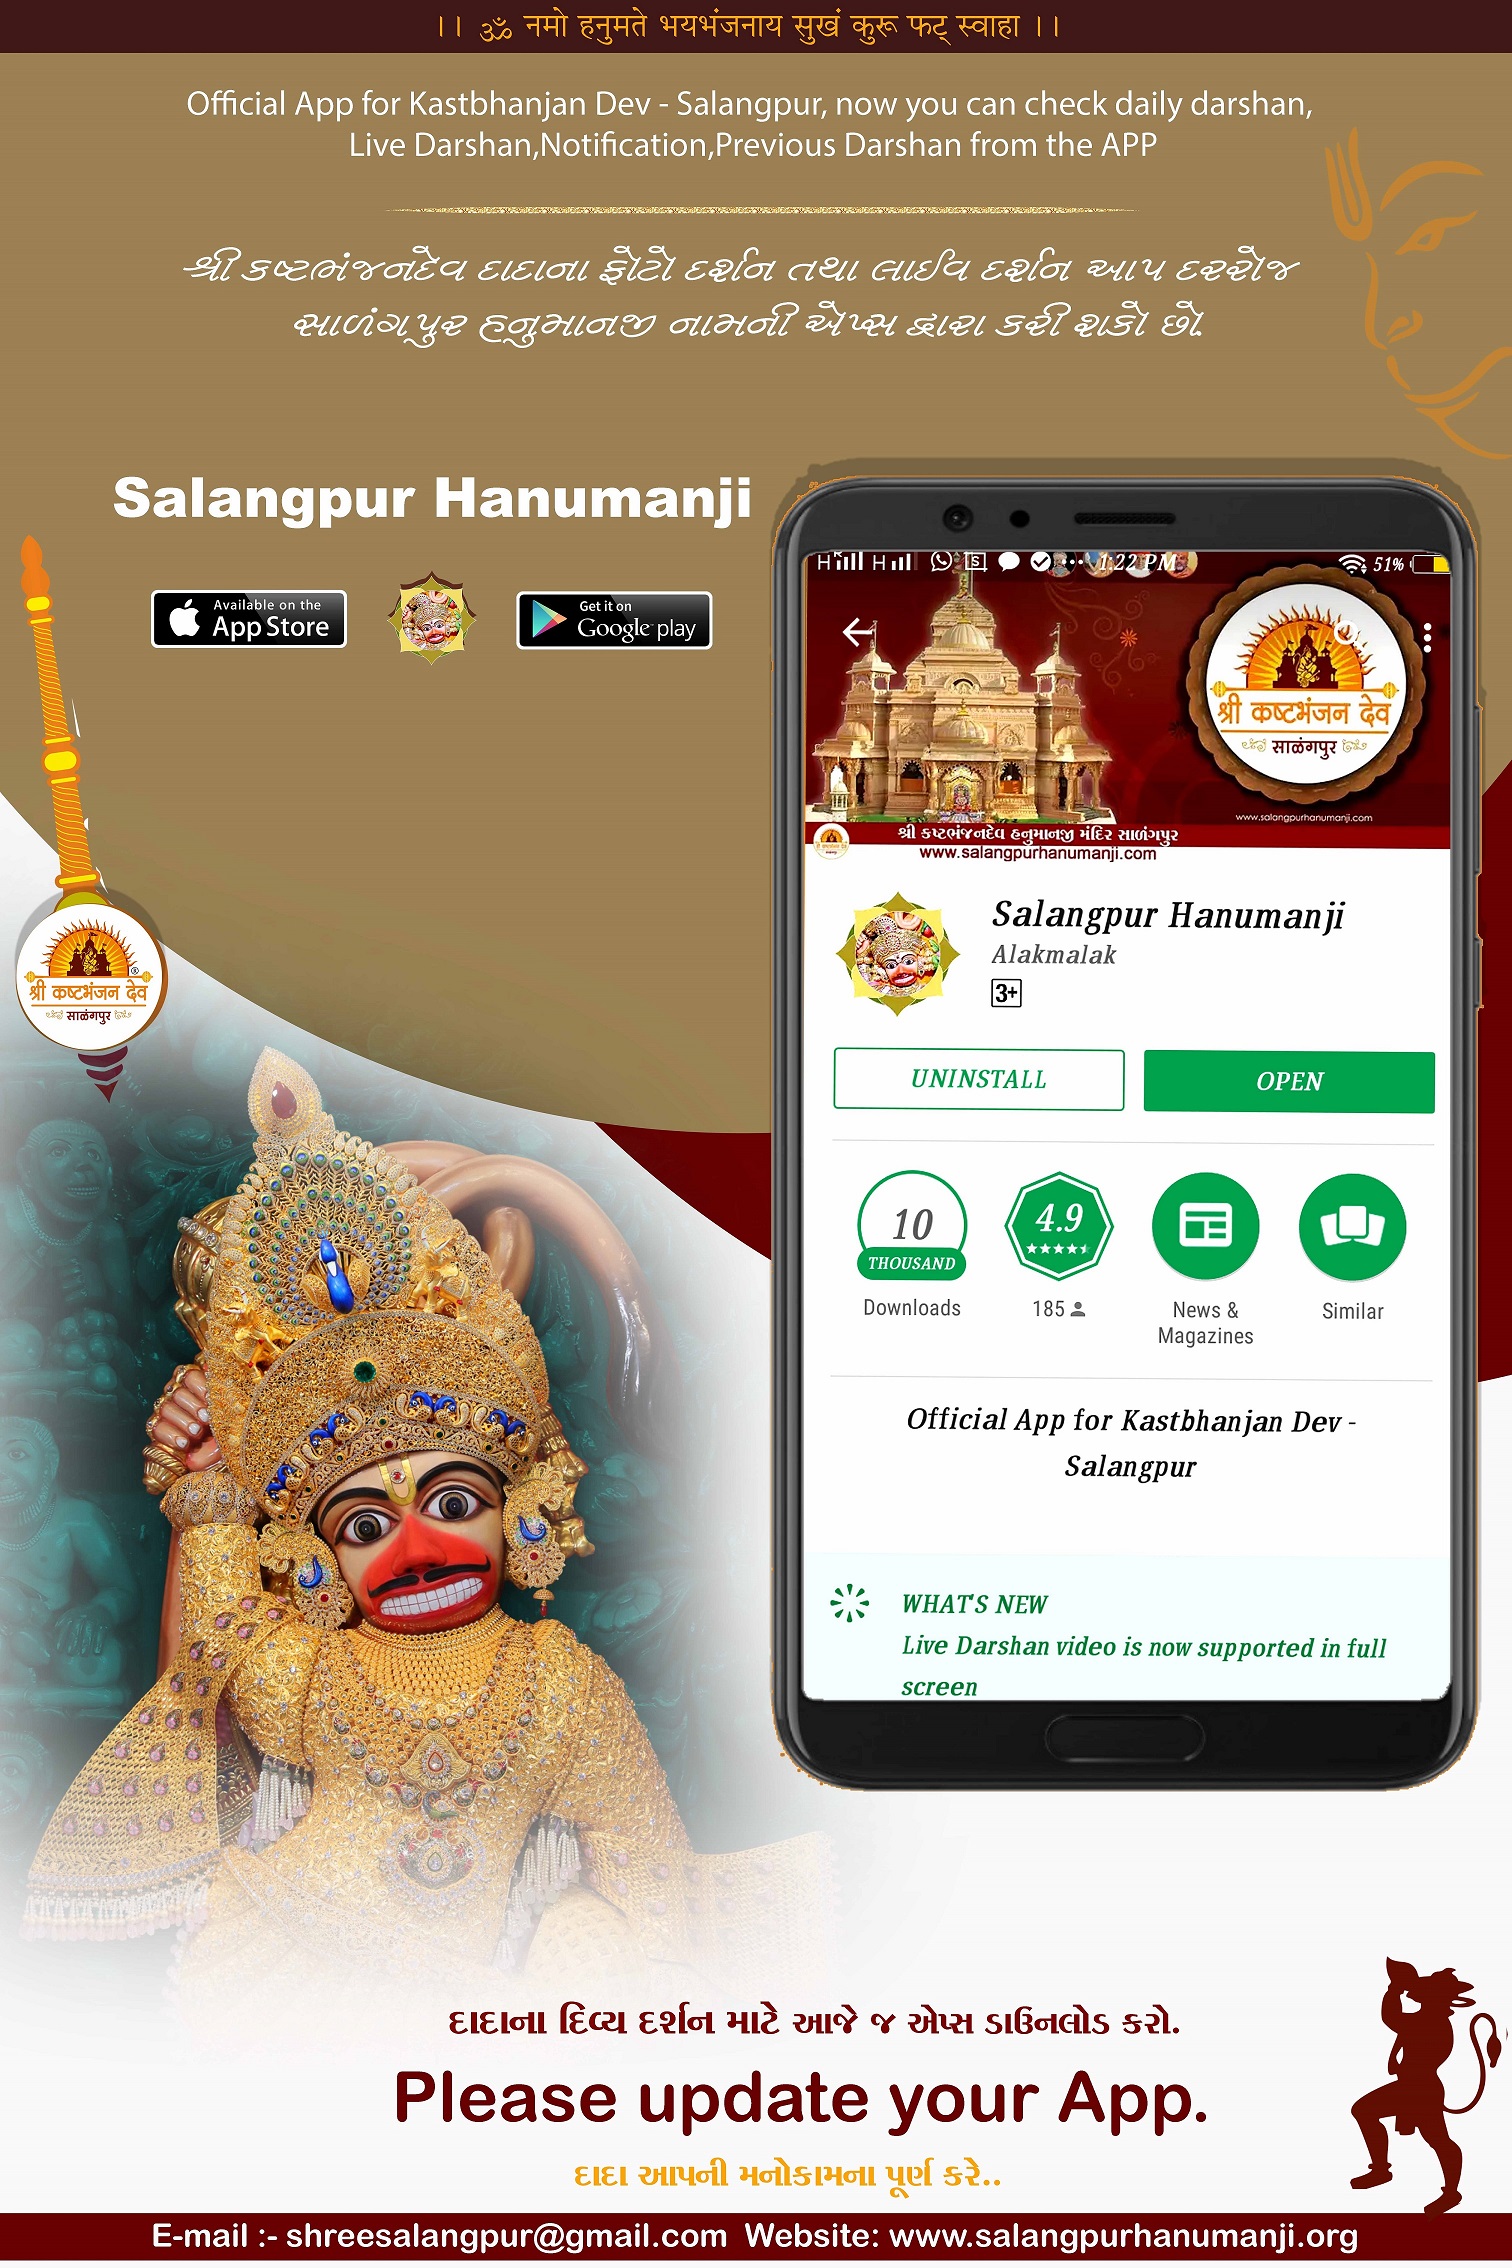 ।। ॐ नमो हनुमते भयभंजनाय सुखं कुरू फट् स्वाहा ।।
Official App for Kastbhanjan Dev - Salangpur, now you can check daily darshan,
Live Darshan,Notification,Previous Darshan from the APP
શ્રી કષ્ટભંજનદેવ દાદાના ફોટો દર્શન તથા લાઈવ દર્શન આપ દરરોજ
સાળંગપુર હનુમાનજી નામની એપ્સ દ્વારા કરી શકો છો.
Salangpur Hanumanji
Available on the
App Store
Get it on
Google play
H H 1:22 PM 51%
श्री कष्टभंजन देव
साळंगपुर
www.salangpurhanumanji.com
શ્રી કષ્ટભંજનદેવ હનુમાનજી મંદિર સાળંગપુર
www.salangpurhanumanji.com
Salangpur Hanumanji
Alakmalak
3+
UNINSTALL OPEN
10
THOUSAND
Downloads
4.9
185
News &
Magazines
Similar
Official App for Kastbhanjan Dev -
Salangpur
WHAT'S NEW
Live Darshan video is now supported in full
screen
श्री कष्टभंजन देव
साळंगपुर
®
દાદાના દિવ્ય દર્શન માટે આજે જ એપ્સ ડાઉનલોડ કરો.
Please update your App.
દાદા આપની મનોકામના પૂર્ણ કરે..
E-mail :- shreesalangpur@gmail.com Website: www.salangpurhanumanji.org